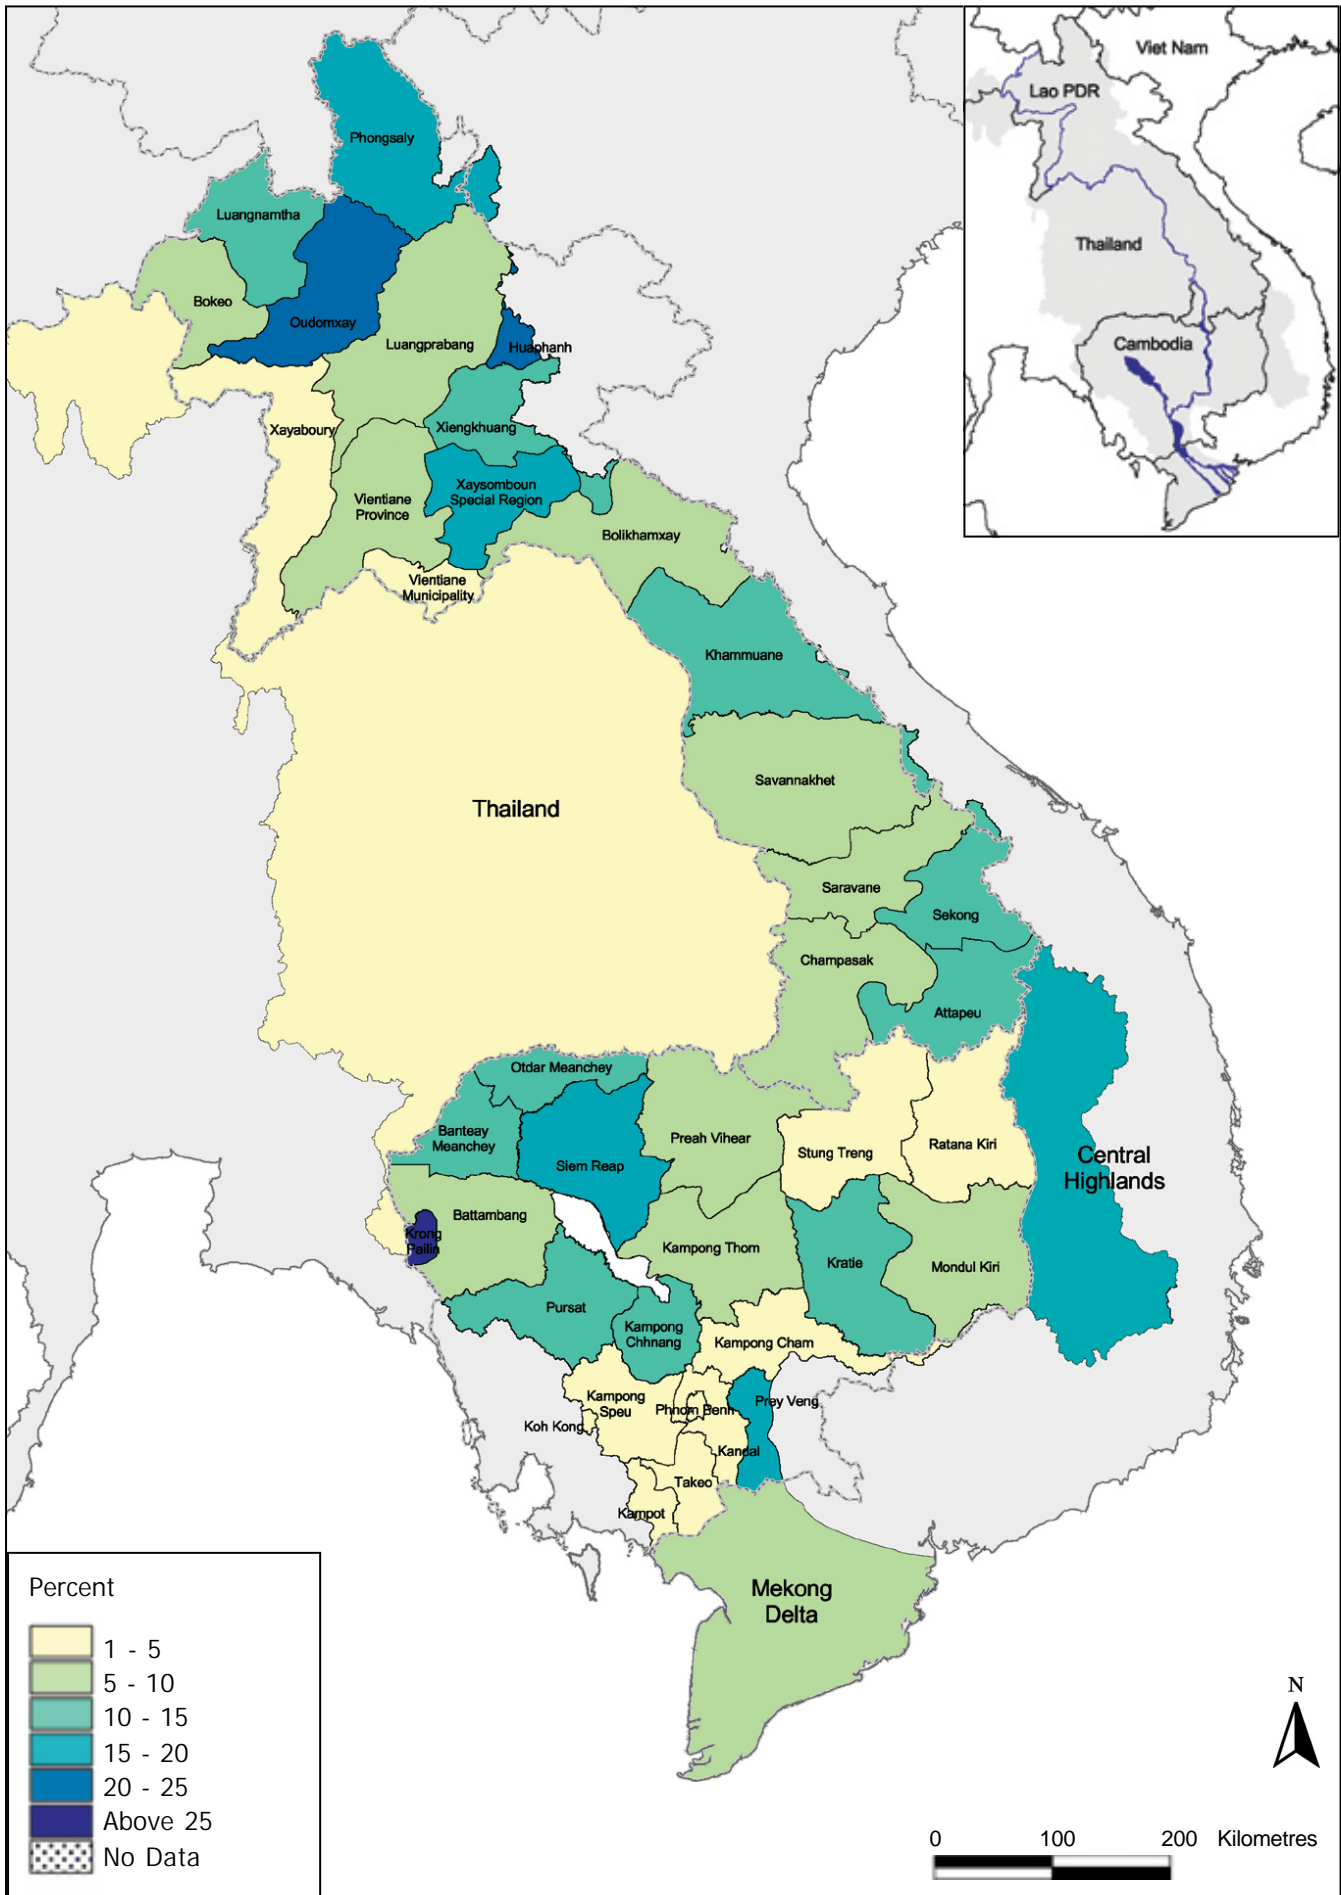 Viet Nam
Lao PDR
Thailand
Cambodia
Phongsaly
Luangnamtha
Bokeo
Oudomxay
Luangprabang
Huaphanh
Xayaboury
Xiengkhuang
Vientiane
Province
Xaysomboun
Special Region
Bolikhamxay
Vientiane
Municipality
Khammuane
Savannakhet
Thailand
Saravane
Sekong
Champasak
Attapeu
Otdar Meanchey
Banteay
Meanchey
Siem Reap
Preah Vihear
Stung Treng
Ratana Kiri
Central
Highlands
Krong
Pailin
Battambang
Kampong Thom
Kratie
Mondul Kiri
Pursat
Kampong
Chhnang
Kampong Cham
Kampong
Speu
Phnom Penh
Prey Veng
Koh Kong
Kandal
Takeo
Kampot
Mekong
Delta
Percent
1 - 5
5 - 10
10 - 15
15 - 20
20 - 25
Above 25
No Data
N
0 100 200 Kilometres